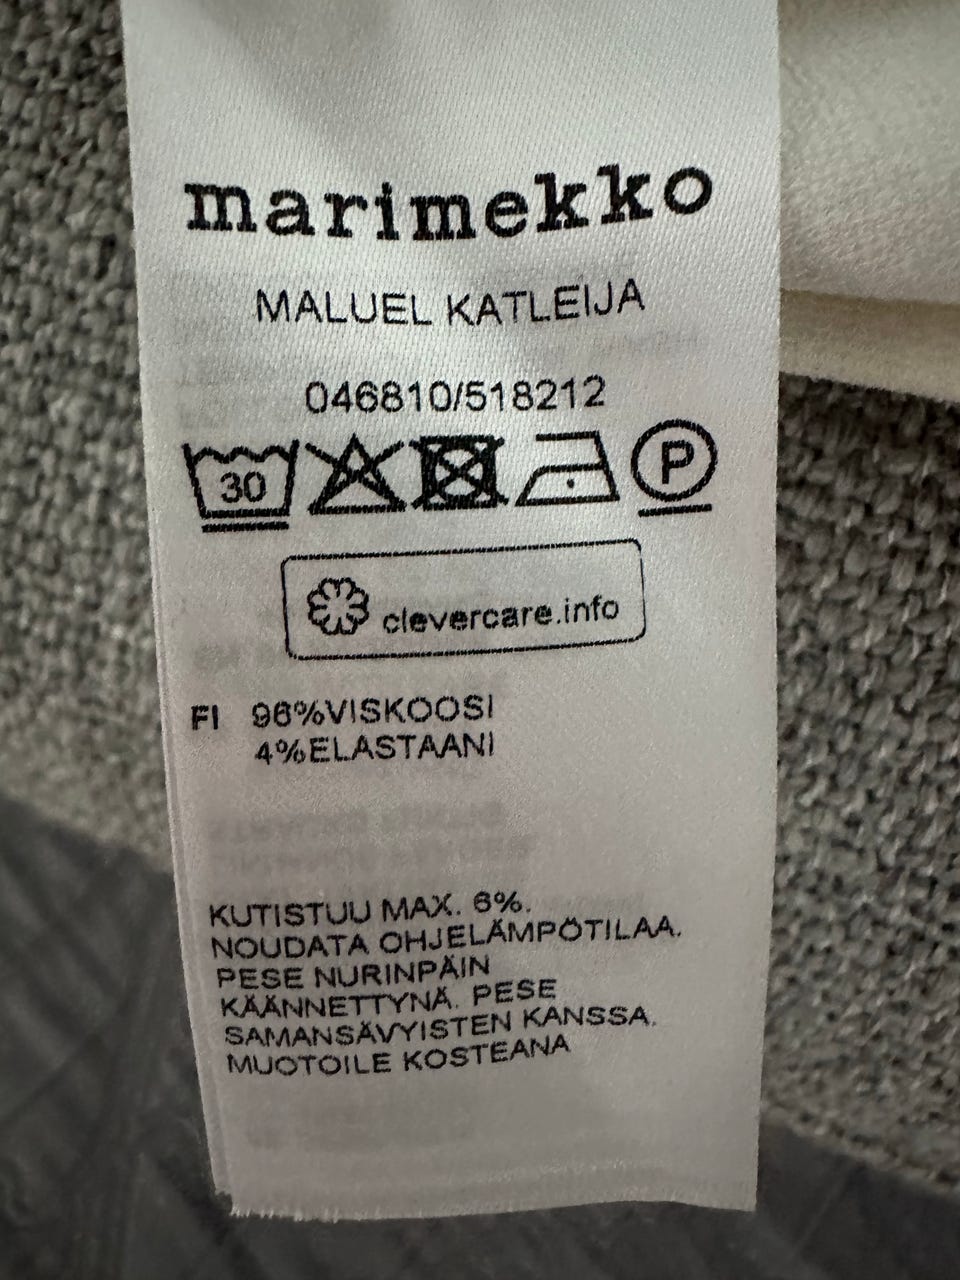 marimekko
MALUEL KATLEIJA
046810/518212
30 P
clevercare.info
FI 96%VISKOOSI
4%ELASTAANI
KUTISTUU MAX. 6%.
NOUDATA OHJELÄMPÖTILAA.
PESE NURINPÄIN
KÄÄNNETTYNÄ. PESE
SAMANSÄVYISTEN KANSSA.
MUOTOILE KOSTEANA